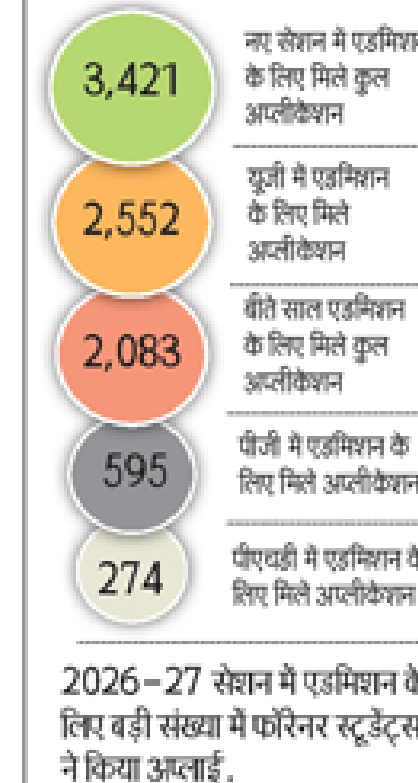 3,421
नए सेशन में एडमिशन
के लिए मिले कुल
अप्लीकेशन
2,552
यूजी में एडमिशन
के लिए मिले
अप्लीकेशन
2,083
बीते साल एडमिशन
के लिए मिले कुल
अप्लीकेशन
595
पीजी में एडमिशन के
लिए मिले अप्लीकेशन
274
पीएचडी में एडमिशन के
लिए मिले अप्लीकेशन
2026-27 सेशन में एडमिशन के
लिए बड़ी संख्या में फॉरेनर स्टूडेंट्स
ने किया अप्लाई.